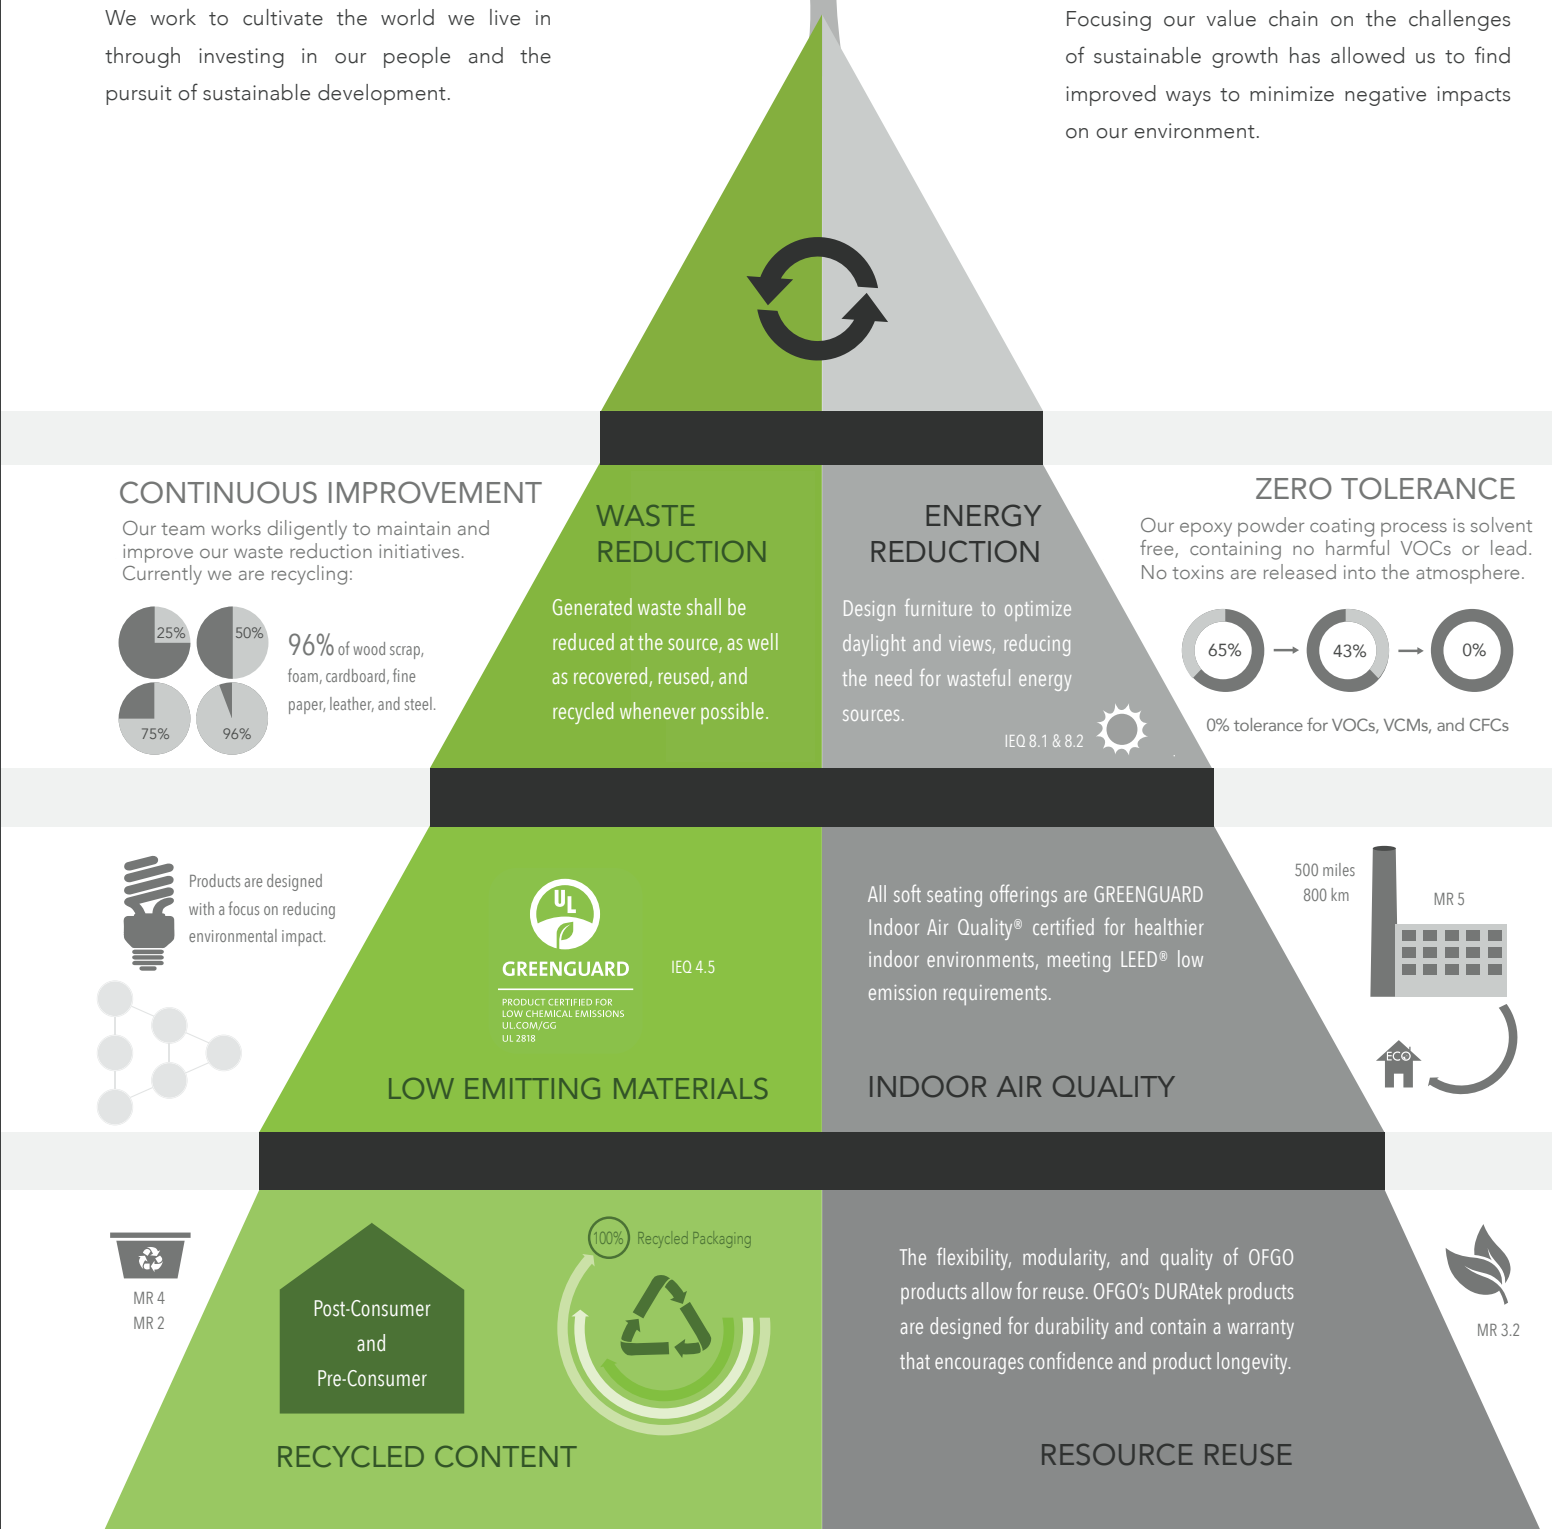 We work to cultivate the world we live in
through investing in our people and the
pursuit of sustainable development.
Focusing our value chain on the challenges
of sustainable growth has allowed us to find
improved ways to minimize negative impacts
on our environment.
CONTINUOUS IMPROVEMENT
Our team works diligently to maintain and
improve our waste reduction initiatives.
Currently we are recycling:
25%
50%
75%
96%
96% of wood scrap,
foam, cardboard, fine
paper, leather, and steel.
WASTE
REDUCTION
Generated waste shall be
reduced at the source, as well
as recovered, reused, and
recycled whenever possible.
ENERGY
REDUCTION
Design furniture to optimize
daylight and views, reducing
the need for wasteful energy
sources.
IEQ 8.1 & 8.2
ZERO TOLERANCE
Our epoxy powder coating process is solvent
free, containing no harmful VOCs or lead.
No toxins are released into the atmosphere.
65%
43%
0%
0% tolerance for VOCs, VCMs, and CFCs
Products are designed
with a focus on reducing
environmental impact.
UL
GREENGUARD
PRODUCT CERTIFIED FOR
LOW CHEMICAL EMISSIONS
UL.COM/GG
UL 2818
IEQ 4.5
LOW EMITTING MATERIALS
All soft seating offerings are GREENGUARD
Indoor Air Quality® certified for healthier
indoor environments, meeting LEED® low
emission requirements.
INDOOR AIR QUALITY
500 miles
800 km
MR 5
ECO
MR 4
MR 2
Post-Consumer
and
Pre-Consumer
100% Recycled Packaging
RECYCLED CONTENT
The flexibility, modularity, and quality of OFGO
products allow for reuse. OFGO's DURAtek products
are designed for durability and contain a warranty
that encourages confidence and product longevity.
RESOURCE REUSE
MR 3.2